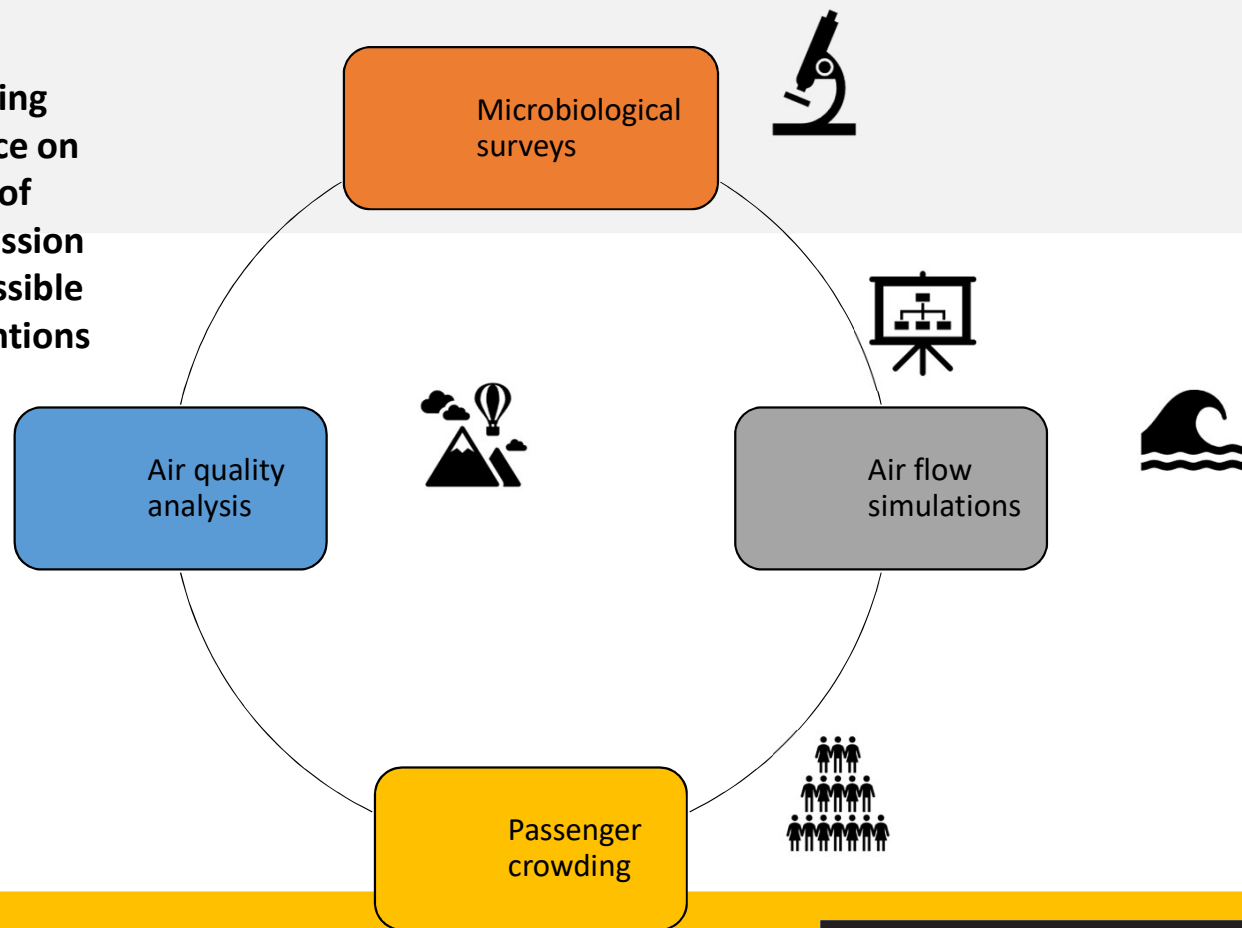 ing
ce on
of
ssion
ssible
ntions
Microbiological
surveys
Air quality
analysis
Air flow
simulations
Passenger
crowding